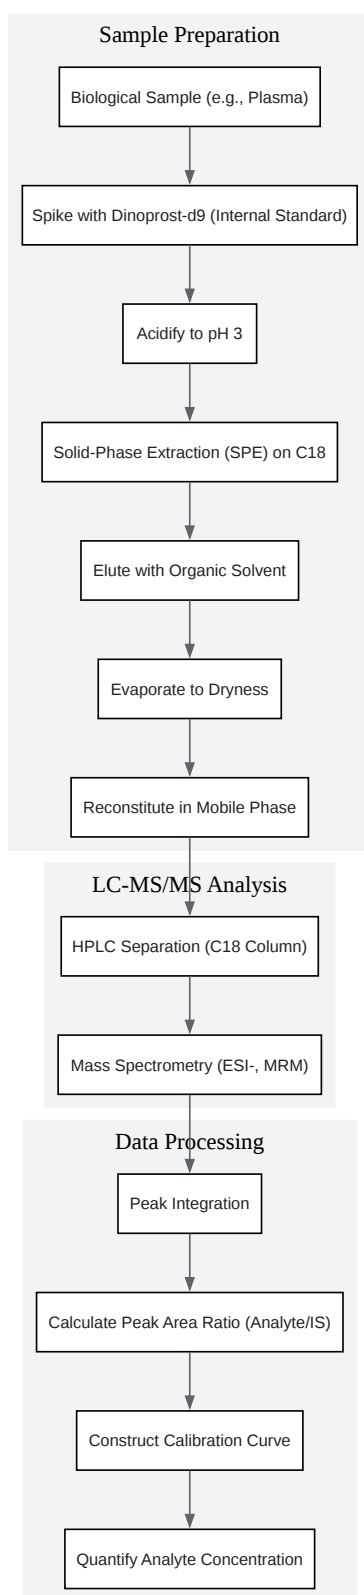 Sample Preparation
Biological Sample (e.g., Plasma)
Spike with Dinoprost-d9 (Internal Standard)
Acidify to pH 3
Solid-Phase Extraction (SPE) on C18
Elute with Organic Solvent
Evaporate to Dryness
Reconstitute in Mobile Phase
LC-MS/MS Analysis
HPLC Separation (C18 Column)
Mass Spectrometry (ESI-, MRM)
Data Processing
Peak Integration
Calculate Peak Area Ratio (Analyte/IS)
Construct Calibration Curve
Quantify Analyte Concentration